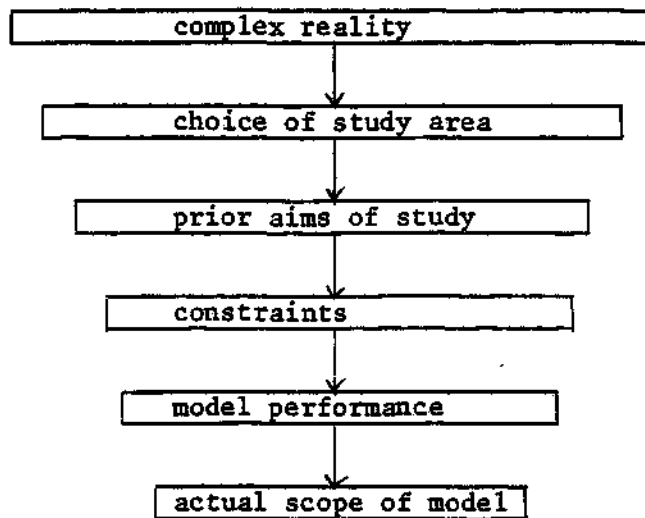 complex reality
choice of study area
prior aims of study
constraints
model performance
actual scope of model